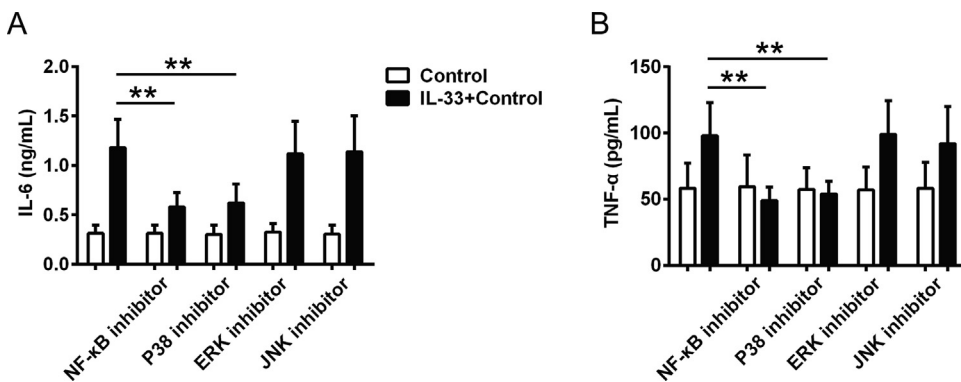 A
IL-6 (ng/mL)
2.0
1.5
1.0
0.5
0.0
**
**
NF-κB inhibitor
P38 inhibitor
ERK inhibitor
JNK inhibitor
Control
IL-33+Control
B
TNF-α (pg/mL)
150
100
50
0
**
**
NF-κB inhibitor
P38 inhibitor
ERK inhibitor
JNK inhibitor